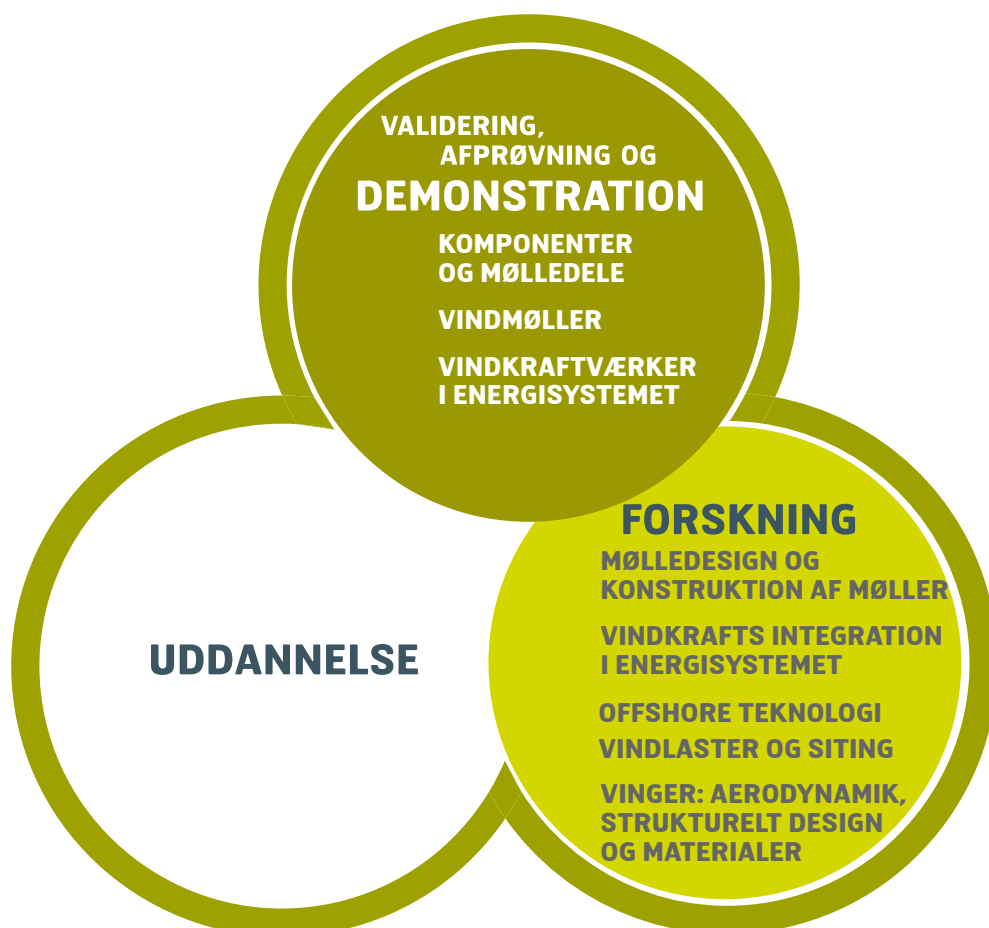 VALIDERING,
AFPRØVNING OG
DEMONSTRATION
KOMPONENTER
OG MØLLEDELE
VINDMØLLER
VINDKRAFTVÆRKER
I ENERGISYSTEMET
UDDANNELSE
FORSKNING
MØLLEDESIGN OG
KONSTRUKTION AF MØLLER
VINDKRAFTS INTEGRATION
I ENERGISYSTEMET
OFFSHORE TEKNOLOGI
VINDLASTER OG SITING
VINGER: AERODYNAMIK,
STRUKTURELT DESIGN
OG MATERIALER